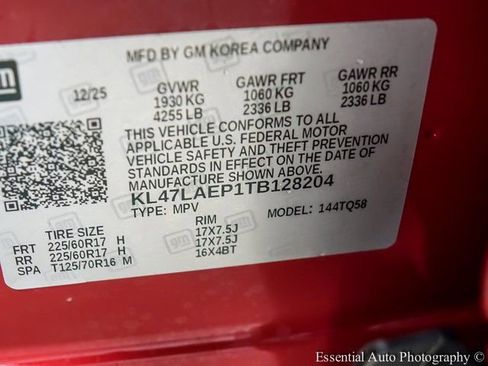 MFD BY GM KOREA COMPANY
gm
12/25
GVWR GAWR FRT GAWR RR
1930 KG 1060 KG 1060 KG
4255 LB 2336 LB 2336 LB
THIS VEHICLE CONFORMS TO ALL
APPLICABLE U.S. FEDERAL MOTOR
VEHICLE SAFETY AND THEFT PREVENTION
STANDARDS IN EFFECT ON THE DATE OF
MANUFACTURE SHOWN ABOVE.
KL47LAEP1TB128204
TYPE: MPV MODEL: 144TQ58
TIRE SIZE RIM
FRT 225/60R17 H 17X7.5J
RR 225/60R17 H 17X7.5J
SPA T125/70R16 M 16X4BT
Essential Auto Photography ©2026